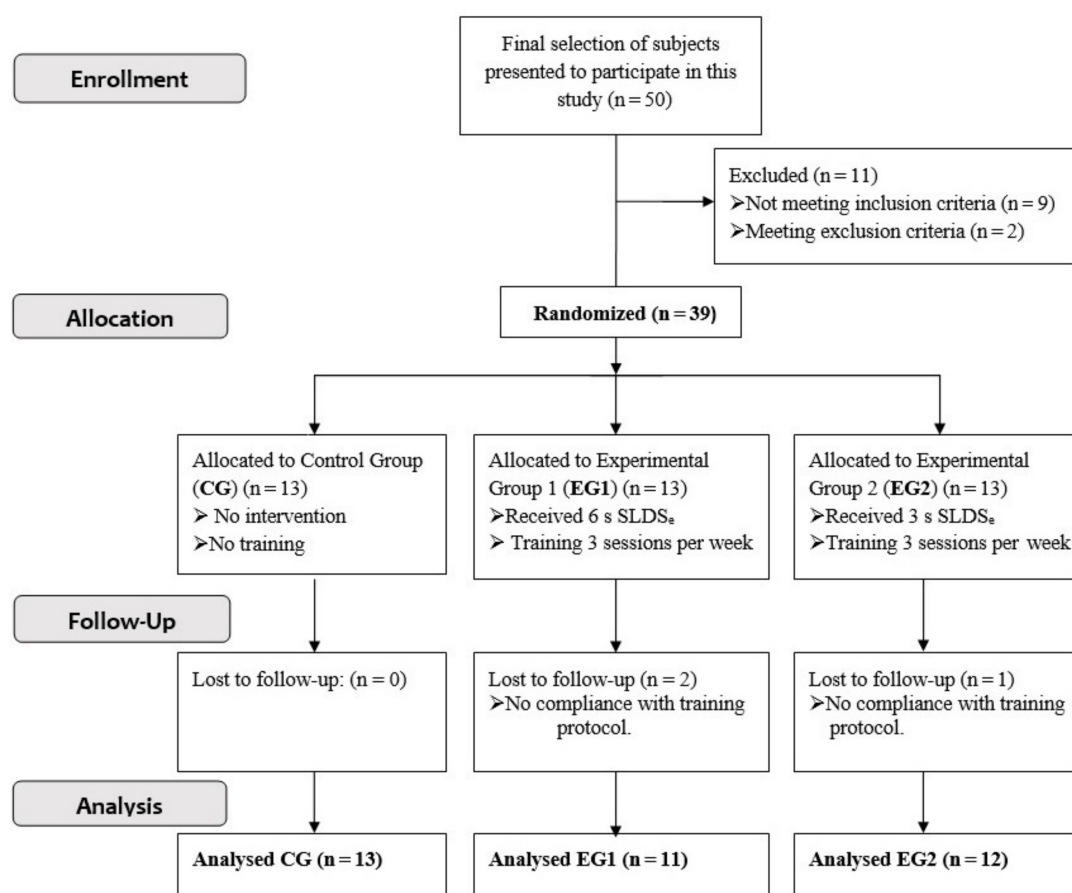 Enrollment
Final selection of subjects
presented to participate in this
study (n = 50)
Excluded (n = 11)
➤Not meeting inclusion criteria (n = 9)
➤Meeting exclusion criteria (n = 2)
Allocation
Randomized (n = 39)
Allocated to Control Group
(CG) (n = 13)
➤ No intervention
➤No training
Allocated to Experimental
Group 1 (EG1) (n = 13)
➤Received 6 s SLDSₑ
➤ Training 3 sessions per week
Allocated to Experimental
Group 2 (EG2) (n = 13)
➤Received 3 s SLDSₑ
➤Training 3 sessions per week
Follow-Up
Lost to follow-up: (n = 0)
Lost to follow-up (n = 2)
➤No compliance with training
protocol.
Lost to follow-up (n = 1)
➤No compliance with training
protocol.
Analysis
Analysed CG (n = 13)
Analysed EG1 (n = 11)
Analysed EG2 (n = 12)